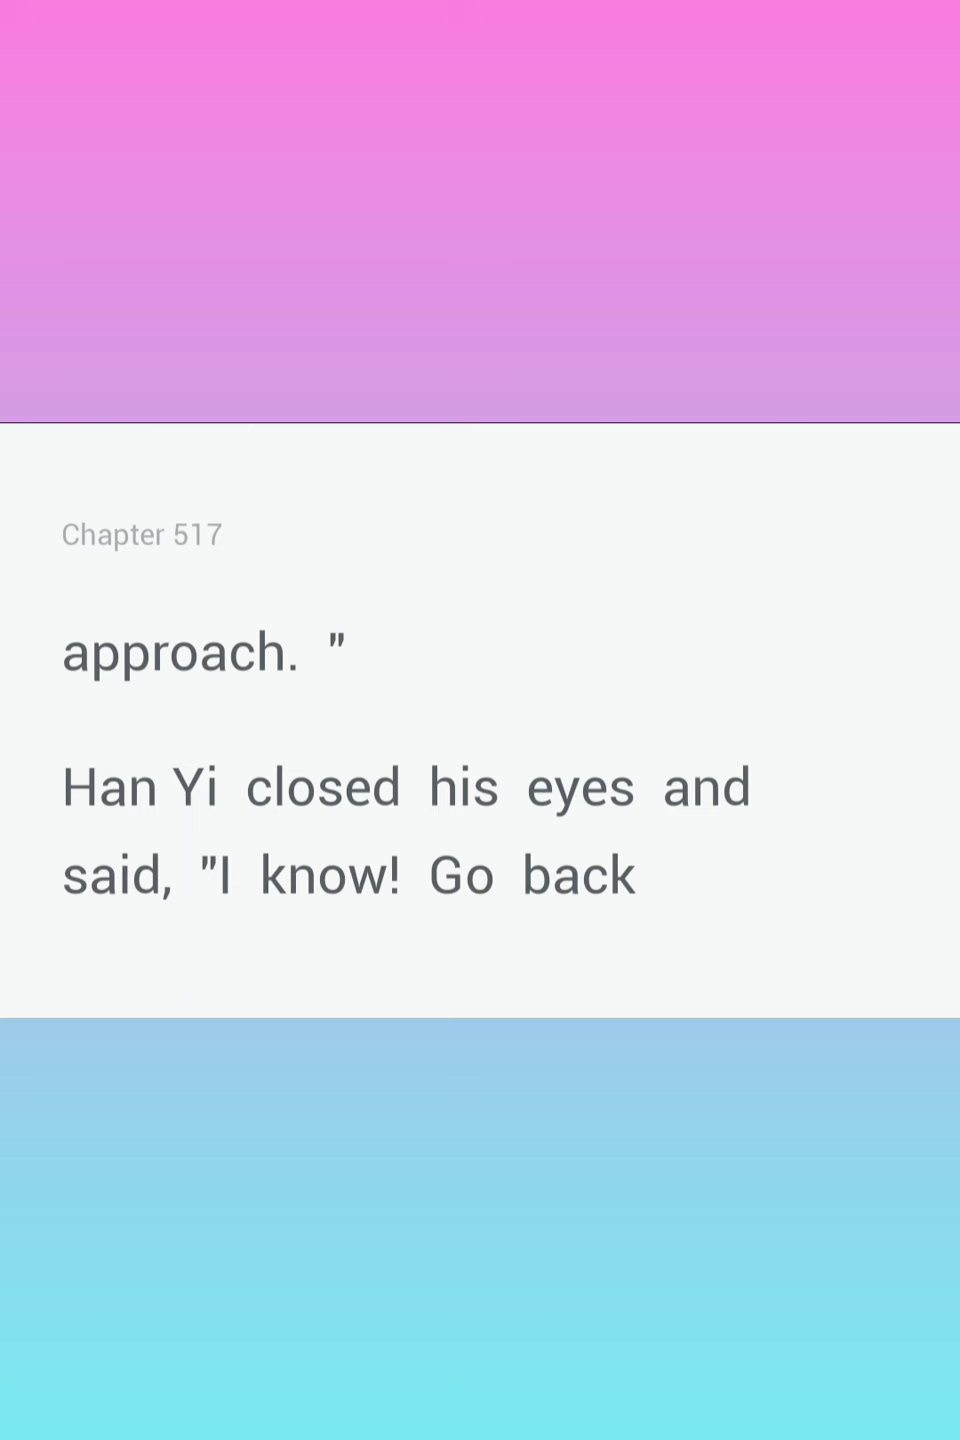 Chapter 517
approach. "
Han Yi closed his eyes and
said, "I know! Go back